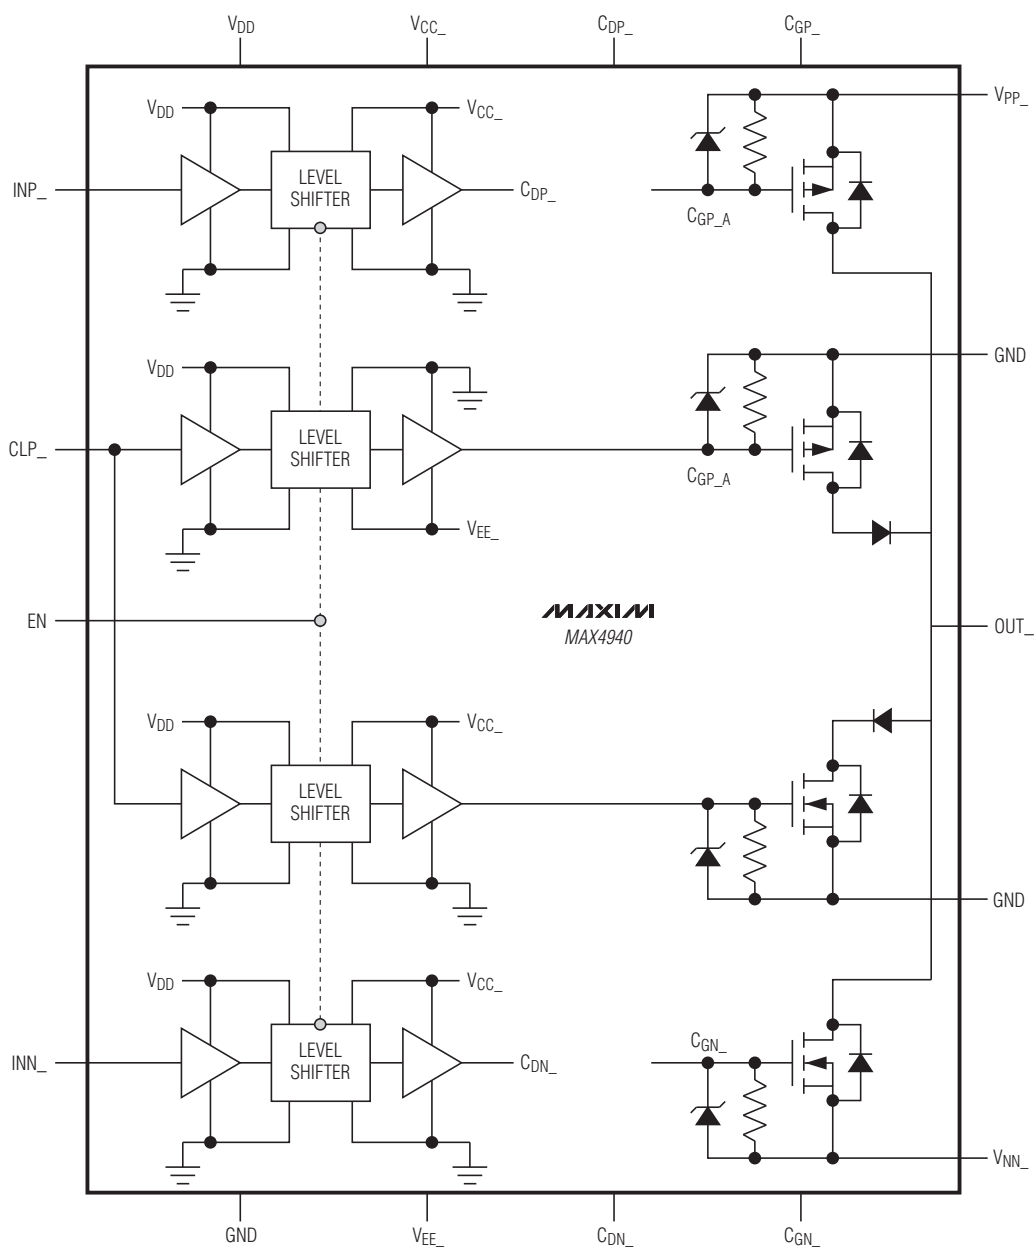 VDD VCC_ CDP_ CGP_
VDD VCC_ VPP_
INP_ LEVEL SHIFTER CDP_ CGP_A
VDD GND
CLP_ LEVEL SHIFTER CGP_A
VEE_
EN
MAXIM
MAX4940
OUT_
VDD VCC_
LEVEL SHIFTER
GND
VDD VCC_
CGN_
INN_ LEVEL SHIFTER CDN_
VNN_
GND VEE_ CDN_ CGN_